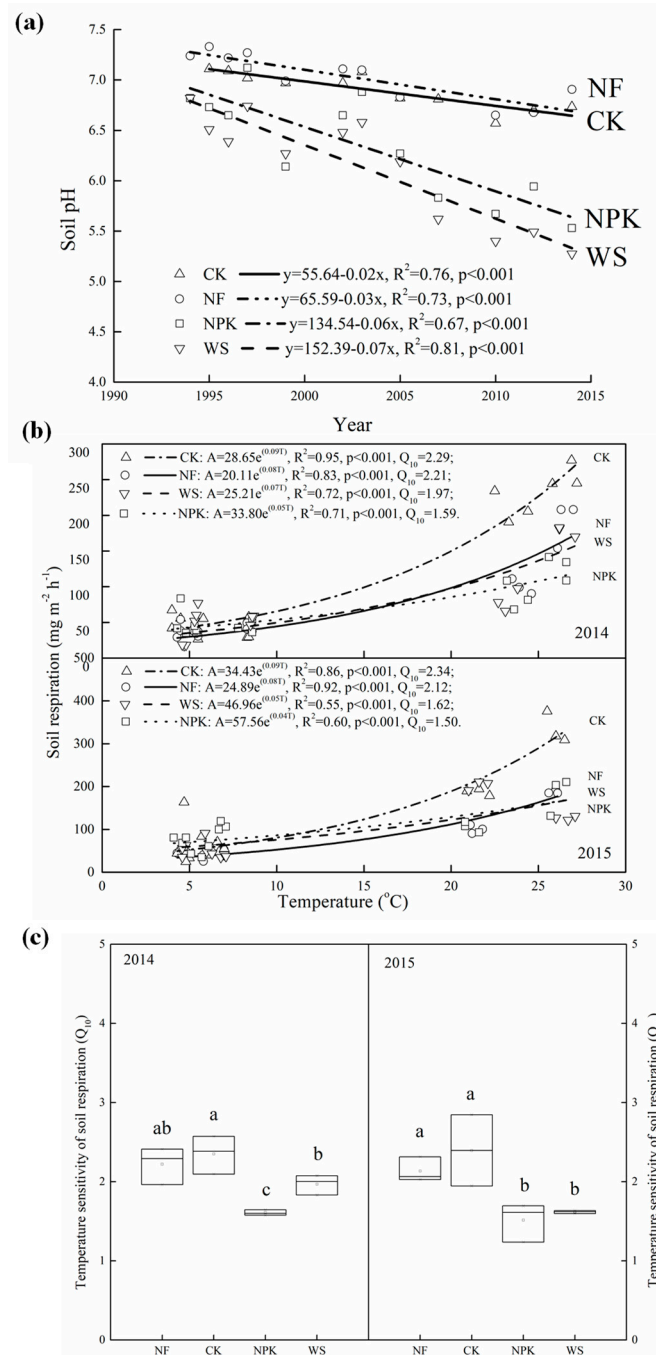 (a)
7.5
7.0
6.5
6.0
5.5
5.0
4.5
4.0
Soil pH
NF
CK
NPK
WS
CK y=55.64-0.02x, R²=0.76, p<0.001
NF y=65.59-0.03x, R²=0.73, p<0.001
NPK y=134.54-0.06x, R²=0.67, p<0.001
WS y=152.39-0.07x, R²=0.81, p<0.001
1990 1995 2000 2005 2010 2015
Year
(b)
300
250
200
150
100
50
500
0
400
300
200
100
0
Soil respiration (mg m⁻² h⁻¹)
CK: A=28.65e^(0.09T), R²=0.95, p<0.001, Q₁₀=2.29;
NF: A=20.11e^(0.08T), R²=0.83, p<0.001, Q₁₀=2.21;
WS: A=25.21e^(0.07T), R²=0.72, p<0.001, Q₁₀=1.97;
NPK: A=33.80e^(0.05T), R²=0.71, p<0.001, Q₁₀=1.59.
CK
NF
WS
NPK
2014
CK: A=34.43e^(0.09T), R²=0.86, p<0.001, Q₁₀=2.34;
NF: A=24.89e^(0.08T), R²=0.92, p<0.001, Q₁₀=2.12;
WS: A=46.96e^(0.05T), R²=0.55, p<0.001, Q₁₀=1.62;
NPK: A=57.56e^(0.04T), R²=0.60, p<0.001, Q₁₀=1.50.
CK
NF
WS
NPK
2015
0 5 10 15 20 25 30
Temperature (°C)
(c)
5
4
3
2
1
0
Temperature sensitivity of soil respiration (Q₁₀)
2014
ab a c b
NF CK NPK WS
2015
a a b b
NF CK NPK WS
5
4
3
2
1
0
Temperature sensitivity of soil respiration (Q